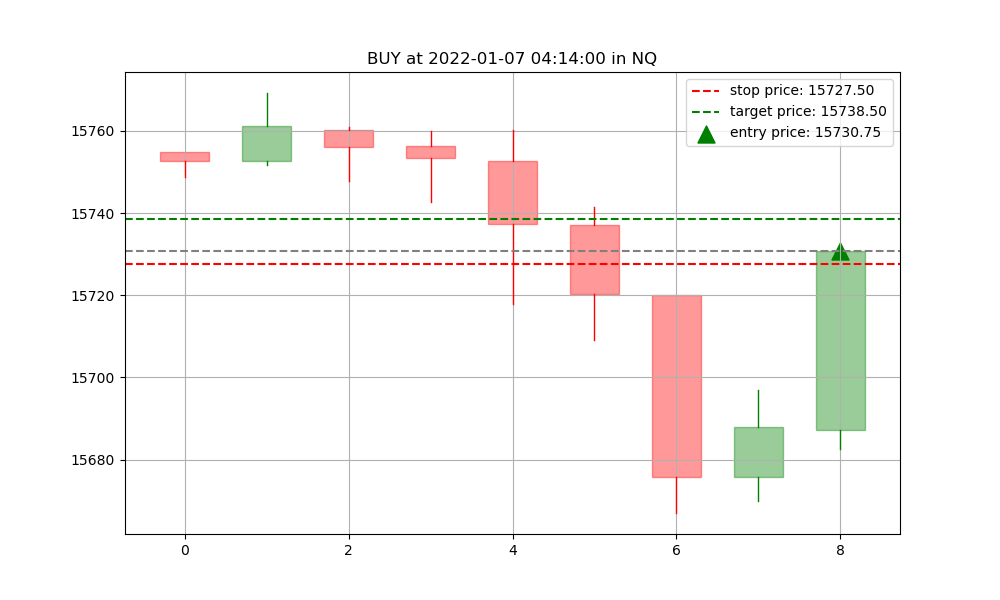 BUY at 2022-01-07 04:14:00 in NQ
stop price: 15727.50
target price: 15738.50
entry price: 15730.75
15760
15740
15720
15700
15680
0 2 4 6 8